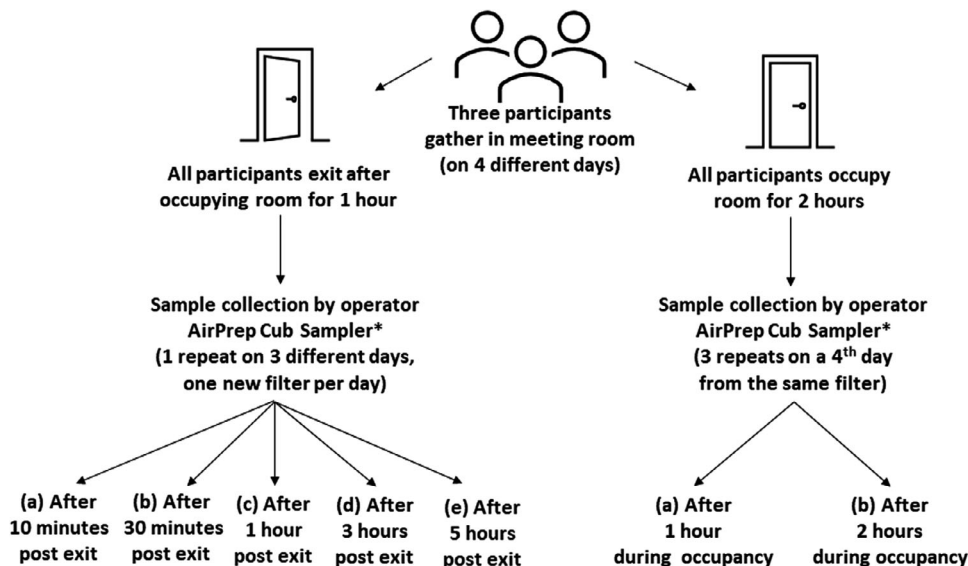 Three participants
gather in meeting room
(on 4 different days)
All participants exit after
occupying room for 1 hour
All participants occupy
room for 2 hours
Sample collection by operator
AirPrep Cub Sampler*
(1 repeat on 3 different days,
one new filter per day)
Sample collection by operator
AirPrep Cub Sampler*
(3 repeats on a 4th day
from the same filter)
(a) After
10 minutes
post exit
(b) After
30 minutes
post exit
(c) After
1 hour
post exit
(d) After
3 hours
post exit
(e) After
5 hours
post exit
(a) After
1 hour
during occupancy
(b) After
2 hours
during occupancy